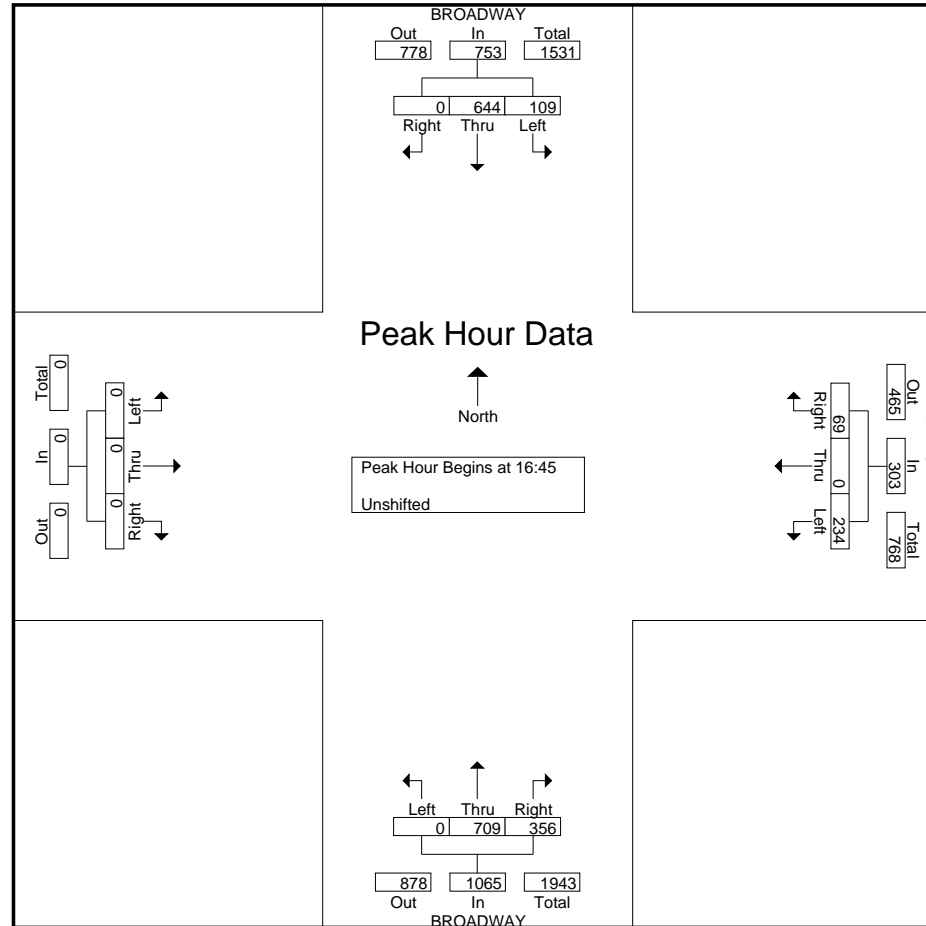 BROADWAY
Out In Total
778 753 1531
0 644 109
Right Thru Left
Peak Hour Data
North
Peak Hour Begins at 16:45
Unshifted
Total In Out
0 0 0
0 0 0
Left Thru Right
Right Thru Left
69 0 234
465 303 768
Out In Total
Left Thru Right
0 709 356
878 1065 1943
Out In Total
BROADWAY